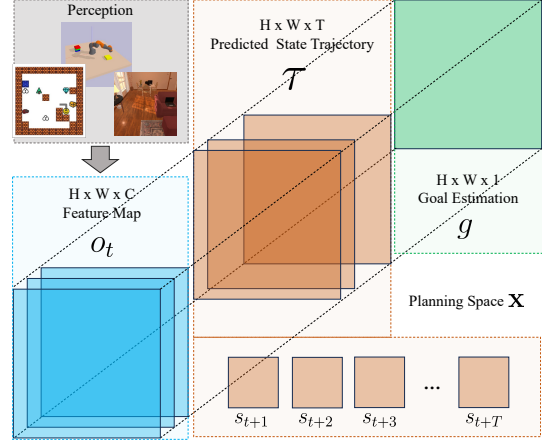 Perception
H x W x T
Predicted State Trajectory
𝒯
H x W x C
Feature Map
o_t
H x W x 1
Goal Estimation
g
Planning Space x
s_{t+1} s_{t+2} s_{t+3} ... s_{t+T}